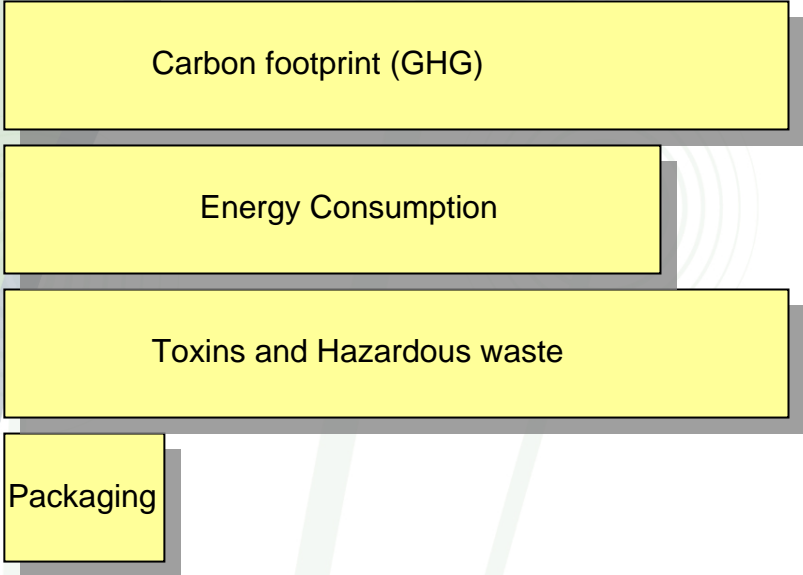 Carbon footprint (GHG)
Energy Consumption
Toxins and Hazardous waste
Packaging